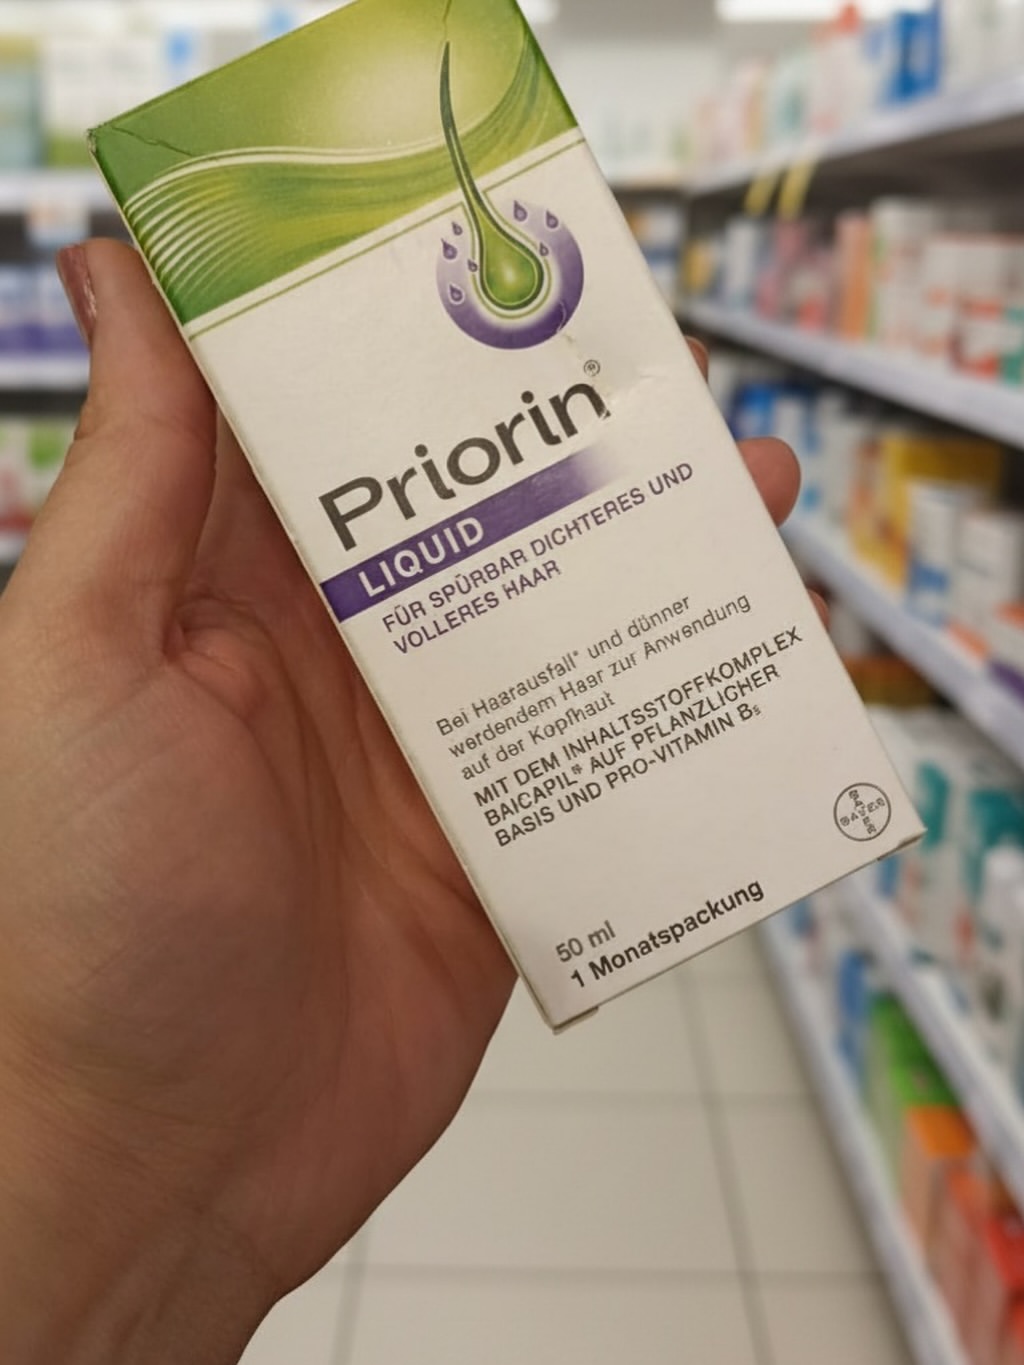 Priorin®
LIQUID
FÜR SPÜRBAR DICHTERES UND
VOLLERES HAAR
Bei Haarausfall* und dünner
werdendem Haar zur Anwendung
auf der Kopfhaut
MIT DEM INHALTSSTOFFKOMPLEX
BAICAPIL® AUF PFLANZLICHER
BASIS UND PRO-VITAMIN B₅
BAYER
BAYER
50 ml
1 Monatspackung